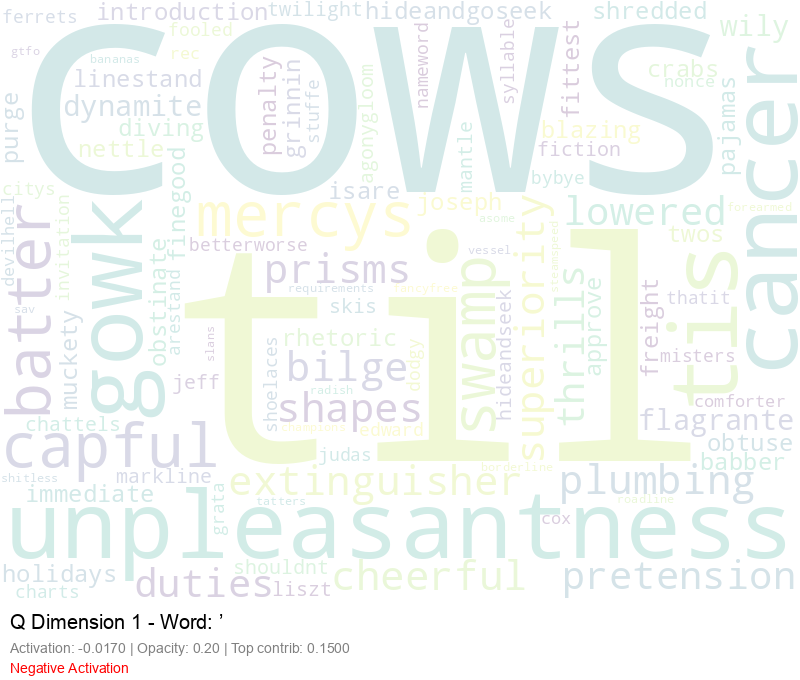 ferrets introduction twilight hideandgoseek shredded wily
gtfo bananas fooled rec nameword syllable fittest crabs nonce
purge linestand penalty grinnin stuffe agonygloom pajamas
dynamite diving nettle cows mantle blazing fiction bybye cancer
citys finegood isare mercys joseph asome lowered twos forearmed
devilhell batter invitation gowk obstinate arestand betterworse prisms requirements fancyfree vessel superiority steamspeed tis
sav muckety slans skis til swamp hideandseek thrills approve freight thatit
jeff shoelaces rhetoric bilge radish dodgy misters
chattels capful shapes champions edward comforter flagrante
shitless markline judas borderline obtuse babber
immediate grata tatters extinguisher plumbing roadline
unpleasantness cox
holidays duties shouldnt liszt cheerful pretension
charts
Q Dimension 1 - Word: ’
Activation: -0.0170 | Opacity: 0.20 | Top contrib: 0.1500
Negative Activation